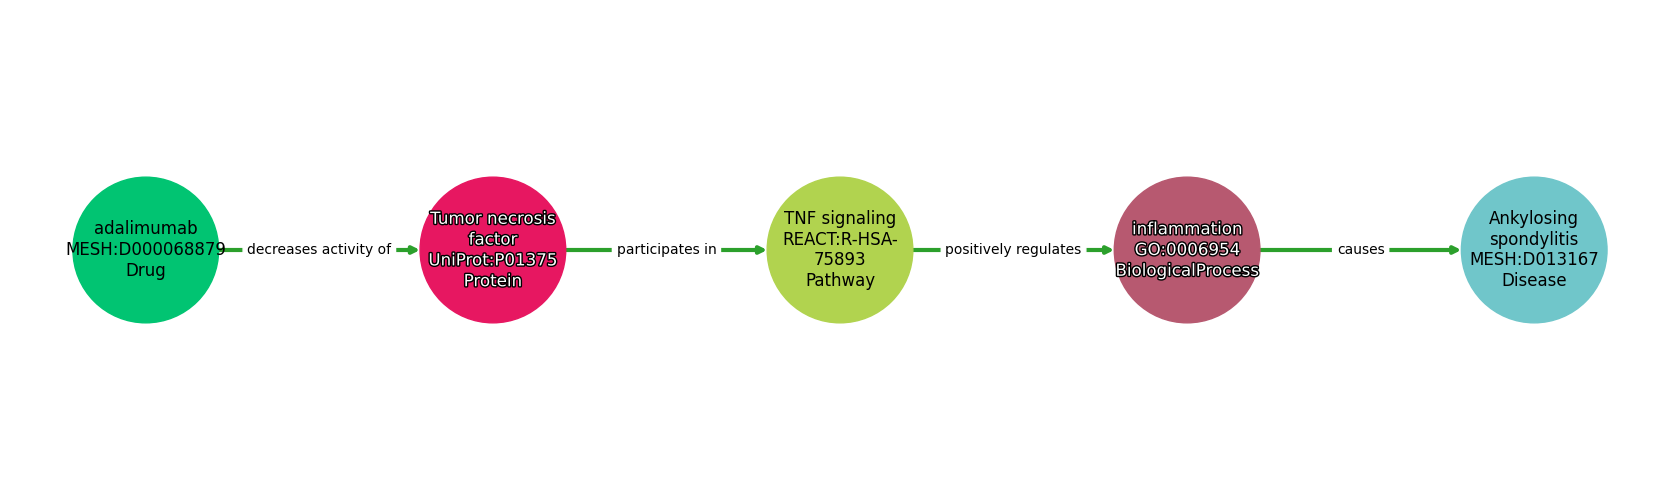 adalimumab
MESH:D000068879
Drug
decreases activity of
Tumor necrosis
factor
UniProt:P01375
Protein
participates in
TNF signaling
REACT:R-HSA-
75893
Pathway
positively regulates
inflammation
GO:0006954
BiologicalProcess
causes
Ankylosing
spondylitis
MESH:D013167
Disease